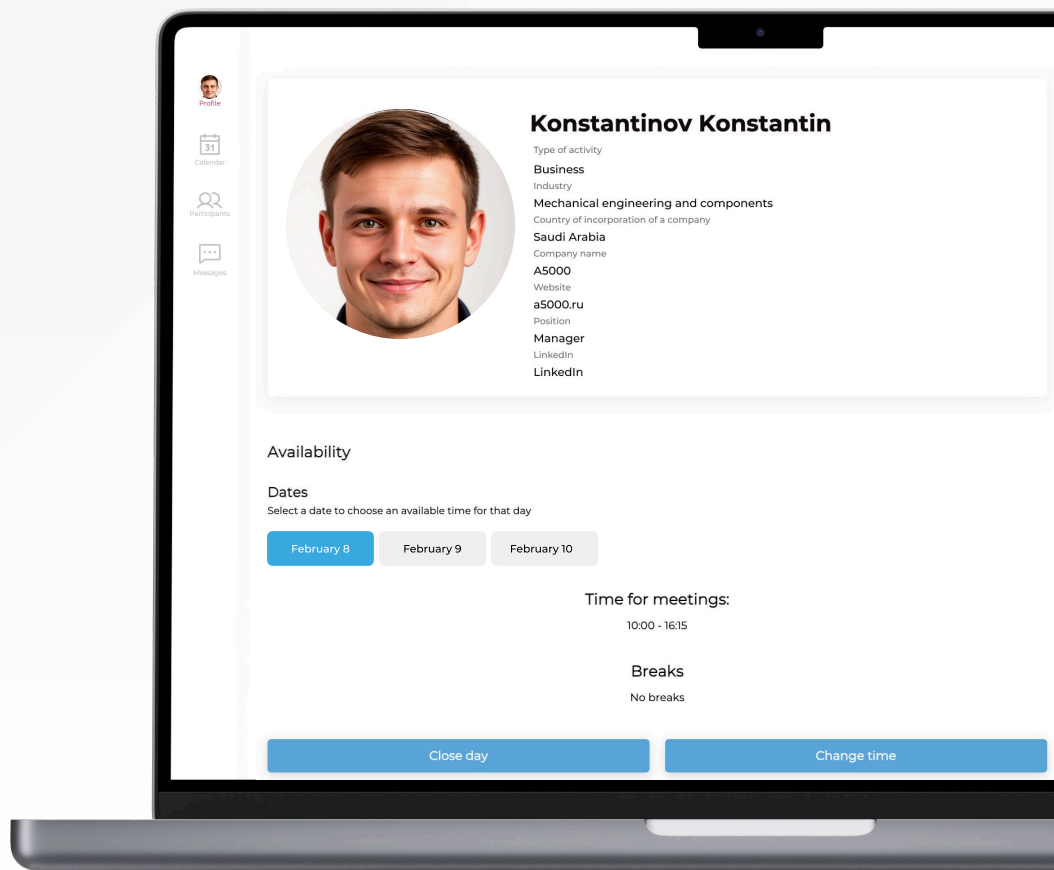 Profile
31
Calendar
Participants
Messages
Konstantinov Konstantin
Type of activity
Business
Industry
Mechanical engineering and components
Country of incorporation of a company
Saudi Arabia
Company name
A5000
Website
a5000.ru
Position
Manager
LinkedIn
LinkedIn
Availability
Dates
Select a date to choose an available time for that day
February 8 February 9 February 10
Time for meetings:
10:00 - 16:15
Breaks
No breaks
Close day Change time